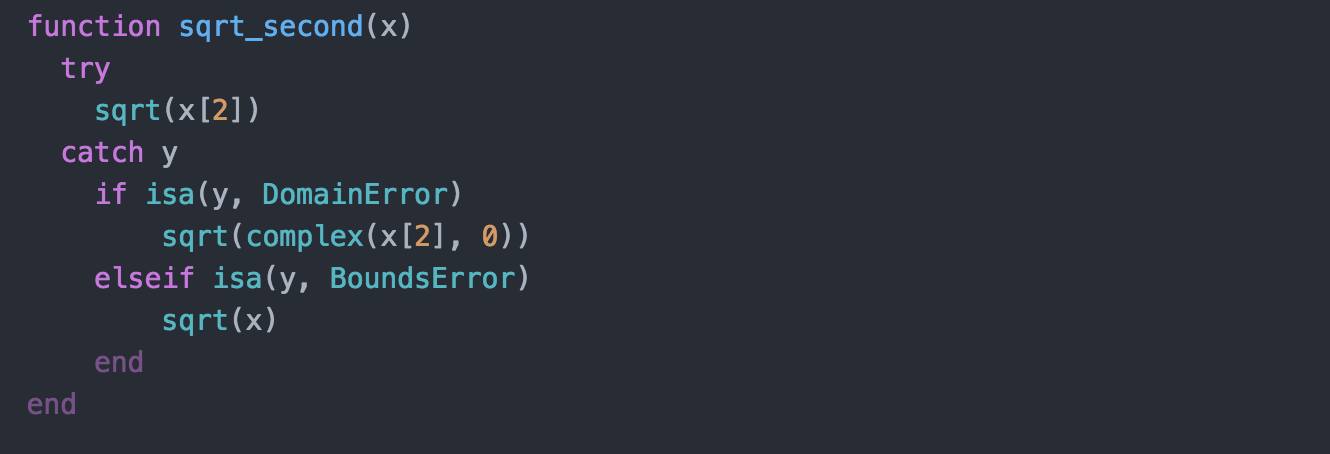 function sqrt_second(x)
  try
    sqrt(x[2])
  catch y
    if isa(y, DomainError)
        sqrt(complex(x[2], 0))
    elseif isa(y, BoundsError)
        sqrt(x)
    end
end